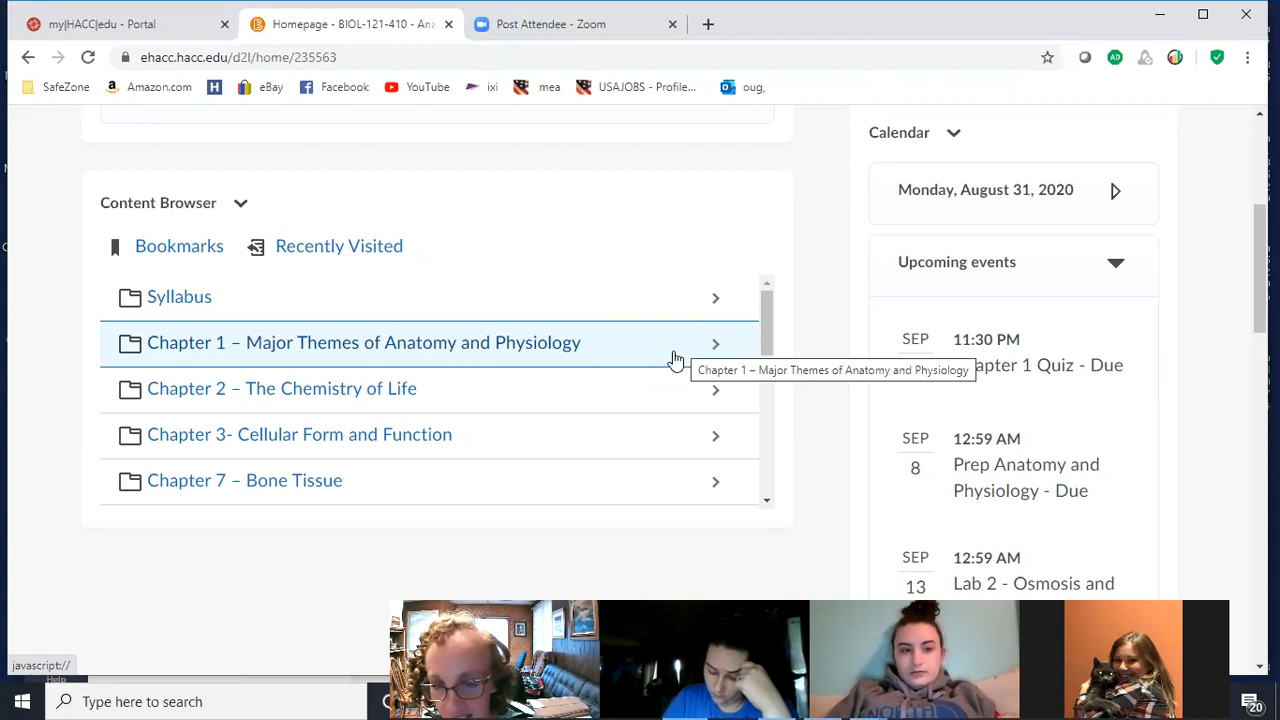 my|HACC|edu - Portal
Homepage - BIOL-121-410 - Ana
Post Attendee - Zoom
ehacc.hacc.edu/d2l/home/235563
SafeZone
Amazon.com
H
eBay
Facebook
YouTube
ixi
mea
USAJOBS - Profile...
oug,
Content Browser
Bookmarks
Recently Visited
Syllabus
Chapter 1 – Major Themes of Anatomy and Physiology
Chapter 1 – Major Themes of Anatomy and Physiology
Chapter 2 – The Chemistry of Life
Chapter 3- Cellular Form and Function
Chapter 7 – Bone Tissue
Calendar
Monday, August 31, 2020
Upcoming events
SEP
11:30 PM
apter 1 Quiz - Due
SEP
8
12:59 AM
Prep Anatomy and
Physiology - Due
SEP
13
12:59 AM
Lab 2 - Osmosis and
javascript://
Help
Type here to search
NORTH
20